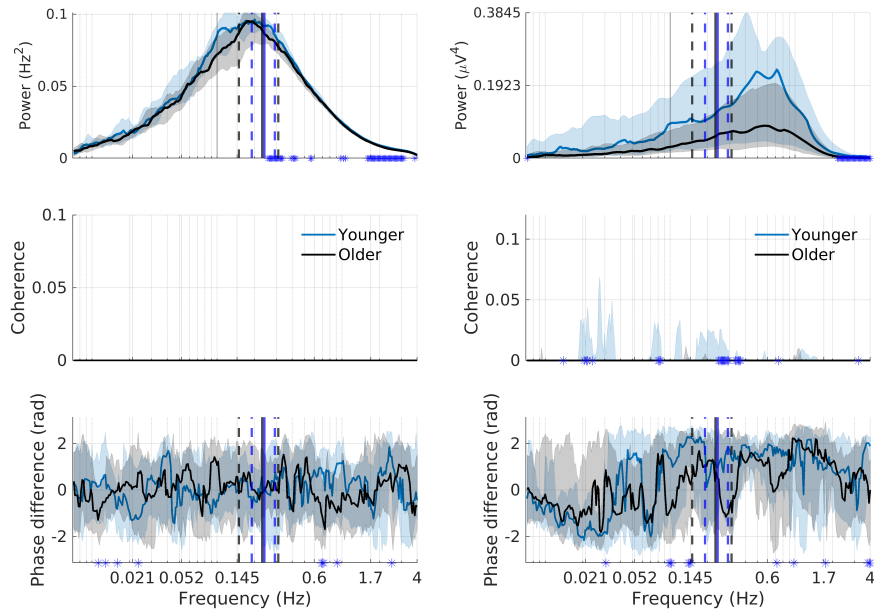 0.1
0.05
0
Power (Hz²)
0.3845
0.1923
0
Power (μV⁴)
0.1
0.05
0
Coherence
Younger
Older
0.1
0.05
0
Coherence
Younger
Older
2
0
-2
Phase difference (rad)
0.021 0.052 0.145 0.6 1.7 4
Frequency (Hz)
2
0
-2
Phase difference (rad)
0.021 0.052 0.145 0.6 1.7 4
Frequency (Hz)